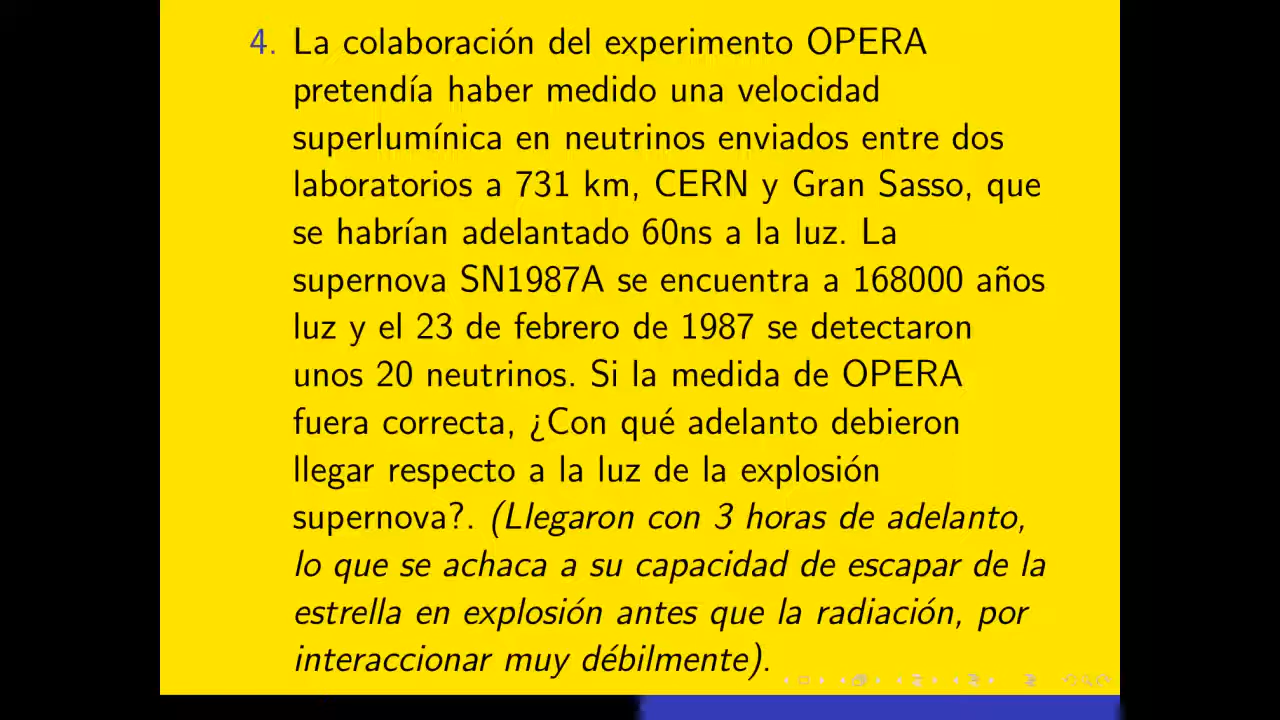 4. La colaboración del experimento OPERA
pretendía haber medido una velocidad
superlumínica en neutrinos enviados entre dos
laboratorios a 731 km, CERN y Gran Sasso, que
se habrían adelantado 60ns a la luz. La
supernova SN1987A se encuentra a 168000 años
luz y el 23 de febrero de 1987 se detectaron
unos 20 neutrinos. Si la medida de OPERA
fuera correcta, ¿Con qué adelanto debieron
llegar respecto a la luz de la explosión
supernova?. (Llegaron con 3 horas de adelanto,
lo que se achaca a su capacidad de escapar de la
estrella en explosión antes que la radiación, por
interaccionar muy débilmente).